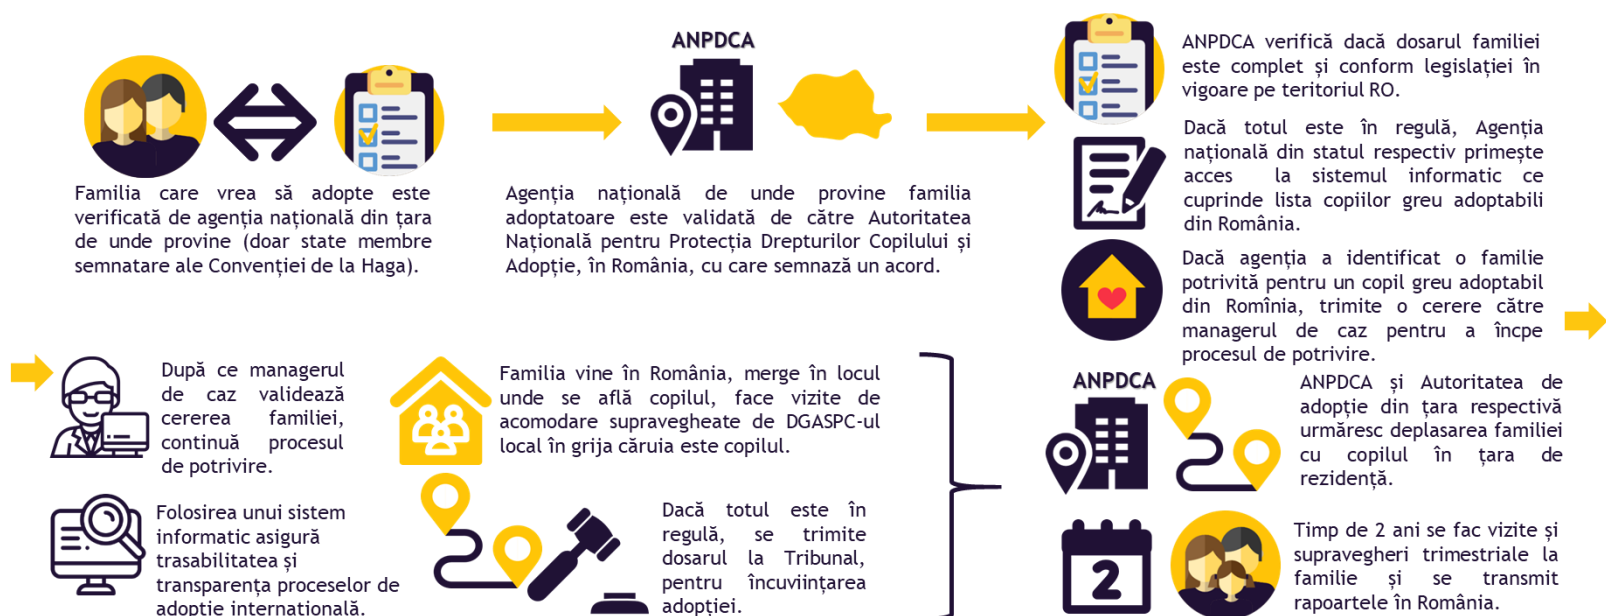 Familia care vrea să adopte este
verificată de agenția națională din țara
de unde provine (doar state membre
semnatare ale Convenției de la Haga).
ANPDCA
Agenția națională de unde provine familia
adoptatoare este validată de către Autoritatea
Națională pentru Protecția Drepturilor Copilului și
Adopție, în România, cu care semnază un acord.
ANPDCA verifică dacă dosarul familiei
este complet și conform legislației în
vigoare pe teritoriul RO.
Dacă totul este în regulă, Agenția
națională din statul respectiv primește
acces la sistemul informatic ce
cuprinde lista copiilor greu adoptabili
din România.
Dacă agenția a identificat o familie
potrivită pentru un copil greu adoptabil
din Romînia, trimite o cerere către
managerul de caz pentru a încpe
procesul de potrivire.
După ce managerul
de caz validează
cererea familiei,
continuă procesul
de potrivire.
Folosirea unui sistem
informatic asigură
trasabilitatea și
transparența proceselor de
adopție internațională.
Familia vine în România, merge în locul
unde se află copilul, face vizite de
acomodare supravegheate de DGASPC-ul
local în grija căruia este copilul.
Dacă totul este în
regulă, se trimite
dosarul la Tribunal,
pentru încuviințarea
adopției.
ANPDCA
ANPDCA și Autoritatea de
adopție din țara respectivă
urmăresc deplasarea familiei
cu copilul în țara de
rezidență.
2
Timp de 2 ani se fac vizite și
supravegheri trimestriale la
familie și se transmit
rapoartele în România.